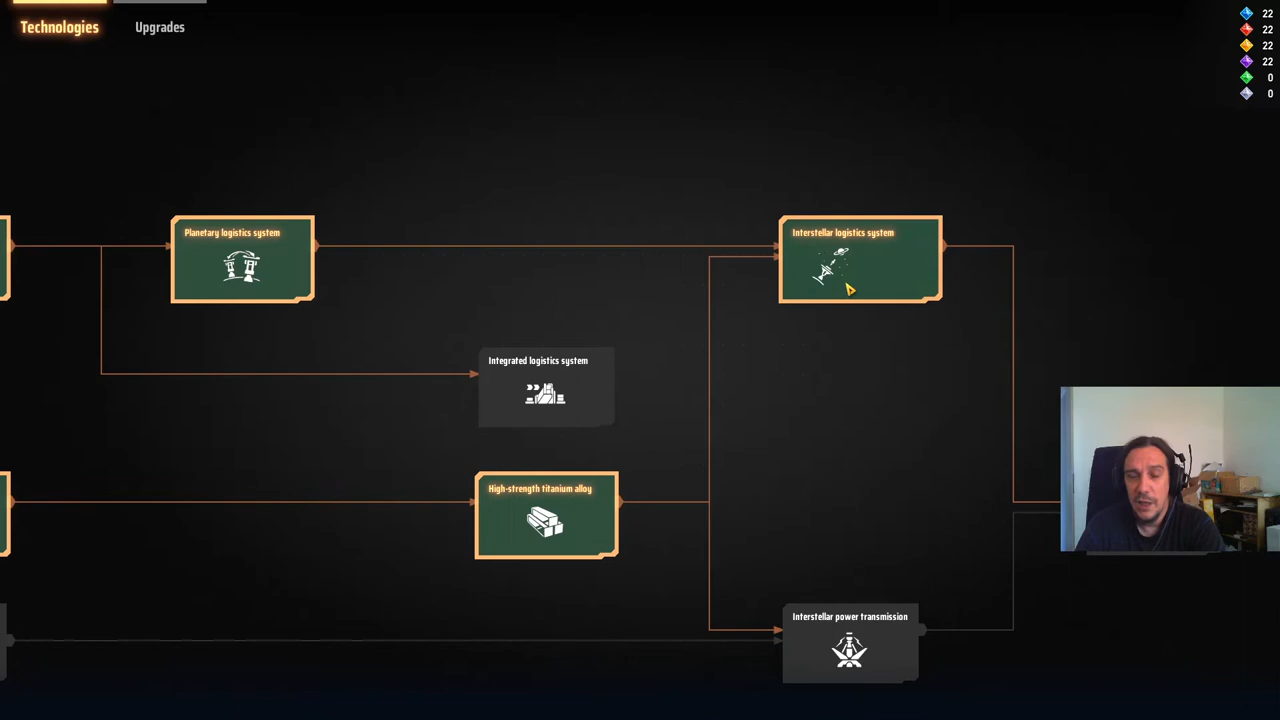 Technologies
Upgrades
22
22
22
22
0
0
Planetary logistics system
Interstellar logistics system
Integrated logistics system
High-strength titanium alloy
Interstellar power transmission